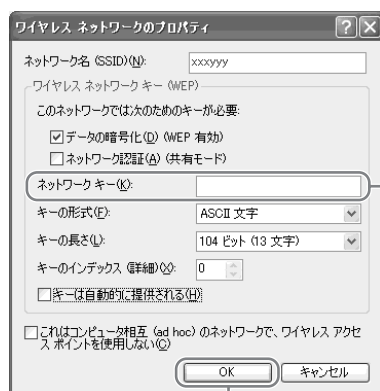 ワイヤレス ネットワークのプロパティ
ネットワーク名 (SSID)(N): xxxyyy
ワイヤレス ネットワーク キー (WEP)
このネットワークでは次のためのキーが必要:
データの暗号化(D) (WEP 有効)
ネットワーク認証(A) (共有モード)
ネットワーク キー(K):
キーの形式(F): ASCII 文字
キーの長さ(L): 104 ビット (13 文字)
キーのインデックス (詳細)(X): 0
キーは自動的に提供される(H)
これはコンピュータ相互 (ad hoc) のネットワークで、ワイヤレス アクセ
ス ポイントを使用しない(C)
OK キャンセル